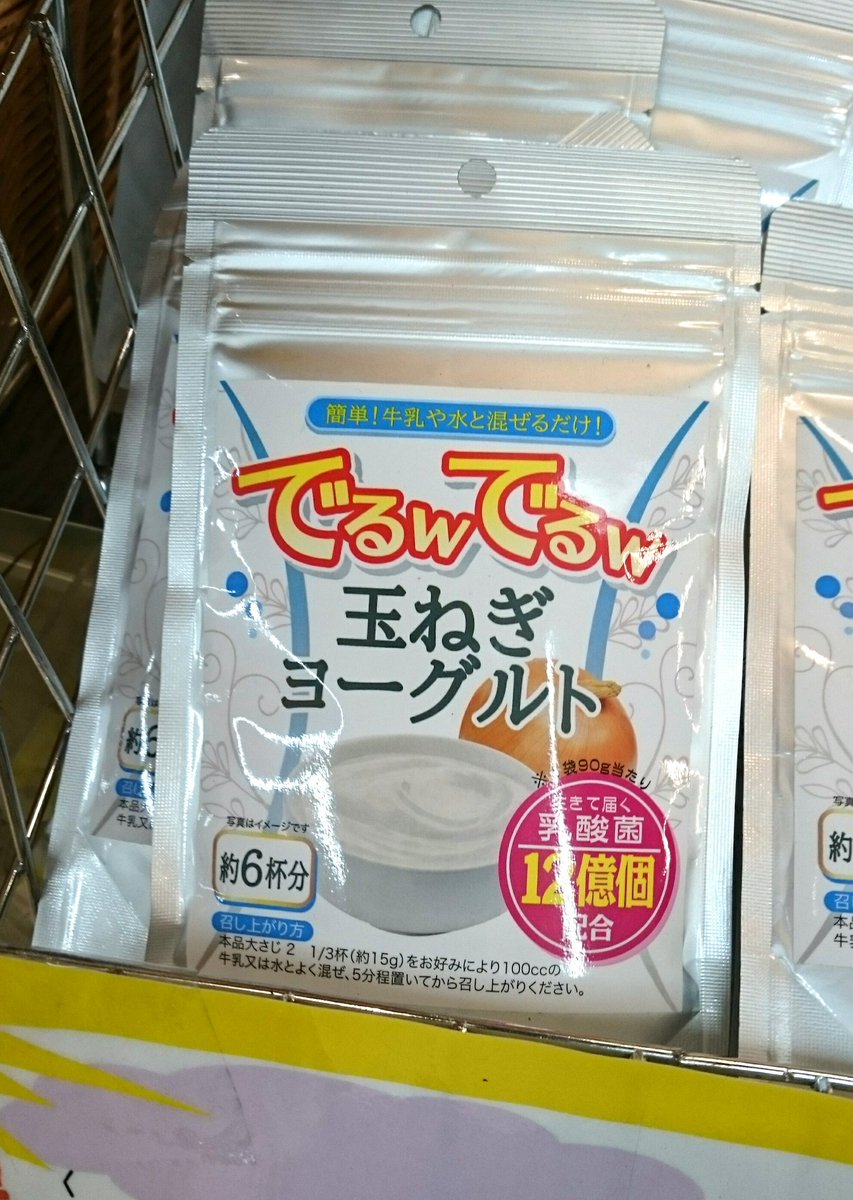 簡単!牛乳や水と混ぜるだけ!
でるwでるw
玉ねぎ
ヨーグルト
袋90g当たり
生きて届く
乳酸菌
12億個
配合
写真はイメージです
約6杯分
召し上がり方
本品大さじ2 1/3杯(約15g)をお好みにより100ccの
牛乳又は水とよく混ぜ、5分程置いてから召し上がりください。